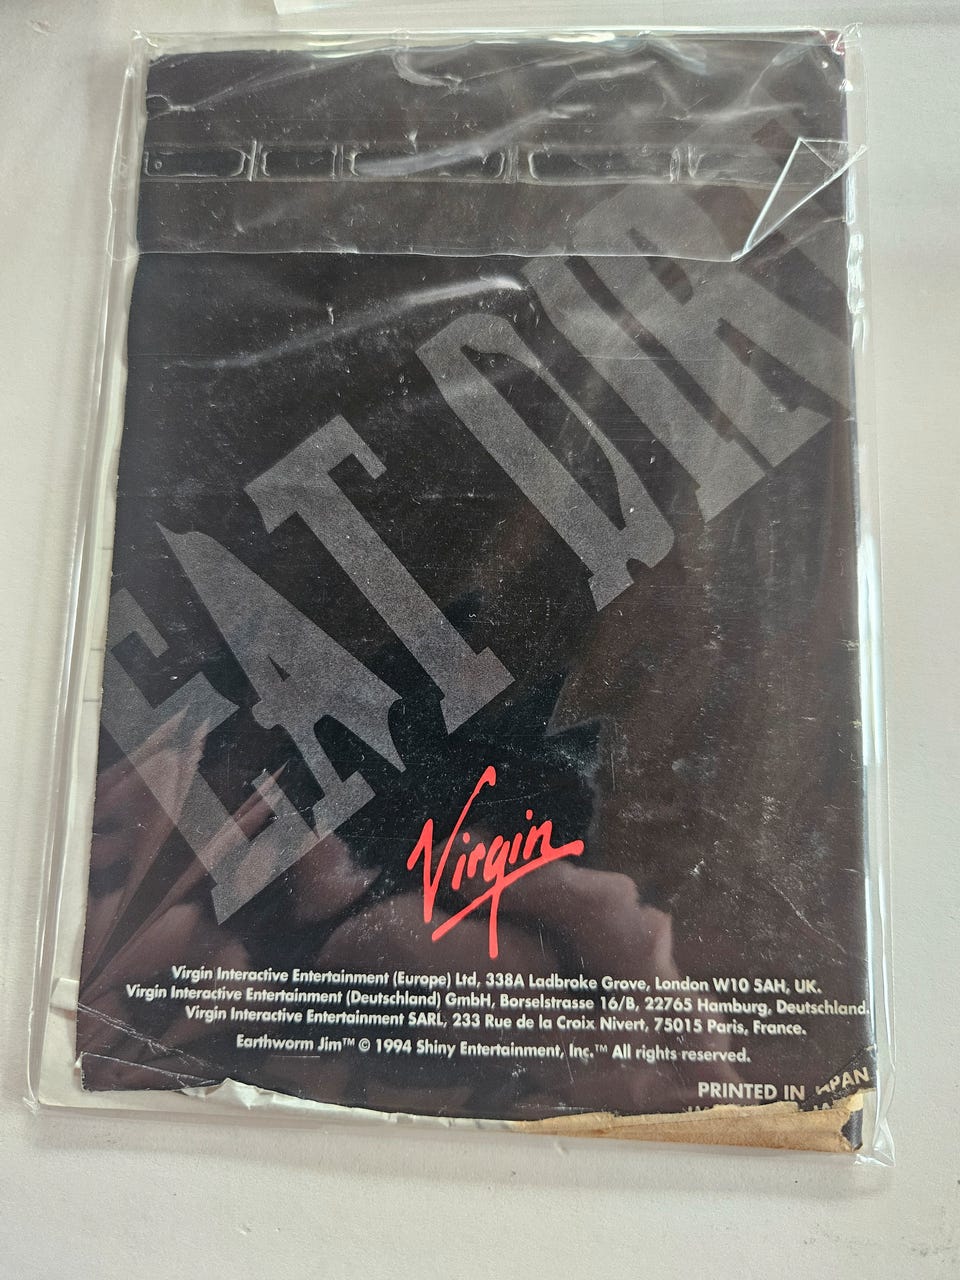 EAT DIRT
Virgin
Virgin Interactive Entertainment (Europe) Ltd, 338A Ladbroke Grove, London W10 5AH, UK.
Virgin Interactive Entertainment (Deutschland) GmbH, Borselstrasse 16/B, 22765 Hamburg, Deutschland.
Virgin Interactive Entertainment SARL, 233 Rue de la Croix Nivert, 75015 Paris, France.
Earthworm Jim™ © 1994 Shiny Entertainment, Inc.™ All rights reserved.
PRINTED IN APAN